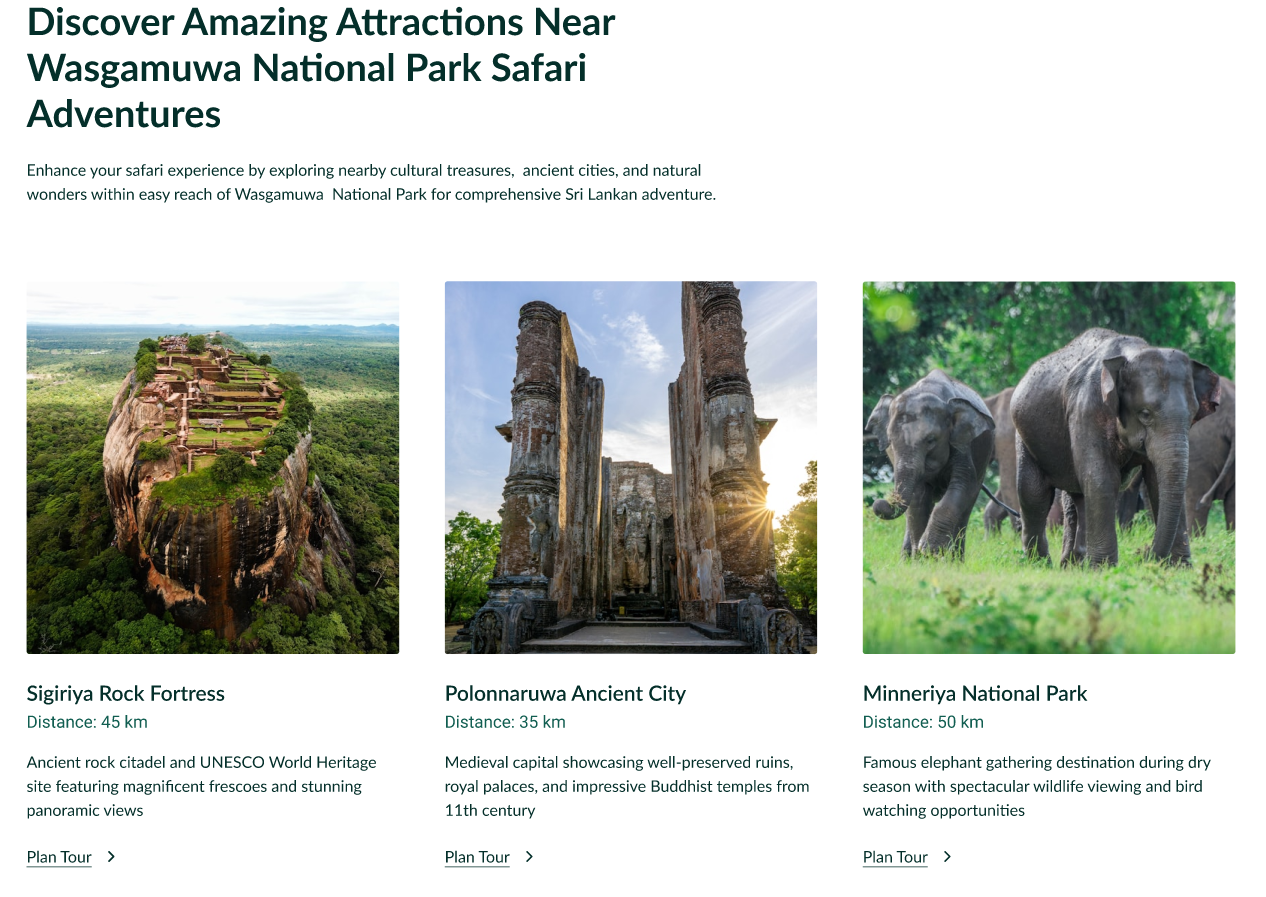 Discover Amazing Attractions Near
Wasgamuwa National Park Safari
Adventures
Enhance your safari experience by exploring nearby cultural treasures,  ancient cities, and natural
wonders within easy reach of Wasgamuwa  National Park for comprehensive Sri Lankan adventure.
Sigiriya Rock Fortress
Distance: 45 km
Ancient rock citadel and UNESCO World Heritage
site featuring magnificent frescoes and stunning
panoramic views
Plan Tour
Polonnaruwa Ancient City
Distance: 35 km
Medieval capital showcasing well-preserved ruins,
royal palaces, and impressive Buddhist temples from
11th century
Plan Tour
Minneriya National Park
Distance: 50 km
Famous elephant gathering destination during dry
season with spectacular wildlife viewing and bird
watching opportunities
Plan Tour